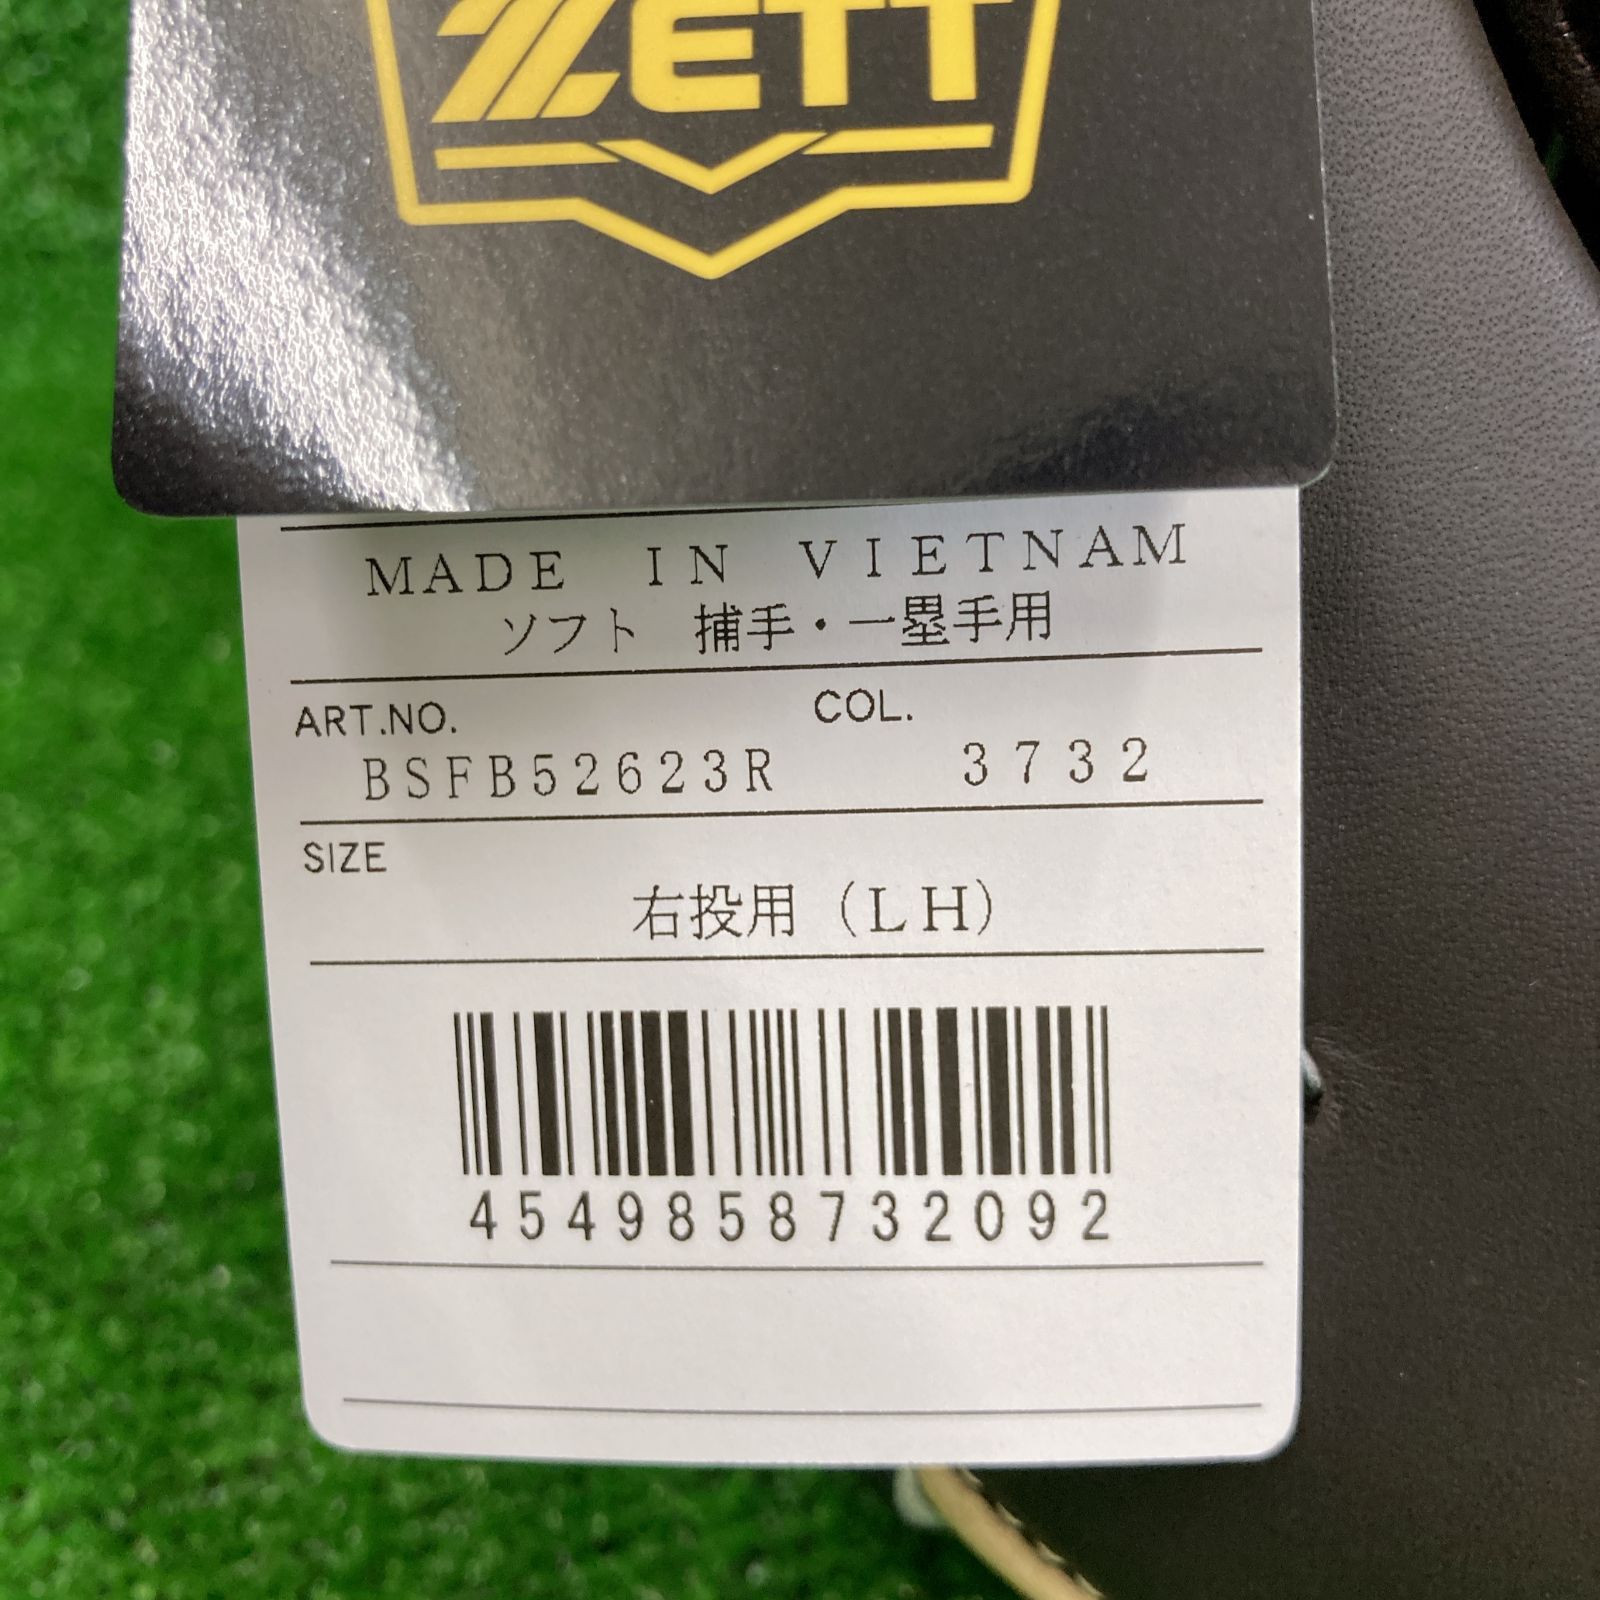 ZETT
MADE IN VIETNAM
ソフト 捕手・一塁手用
ART.NO. COL.
BSFB52623R 3732
SIZE
右投用（LH）
4549858732092